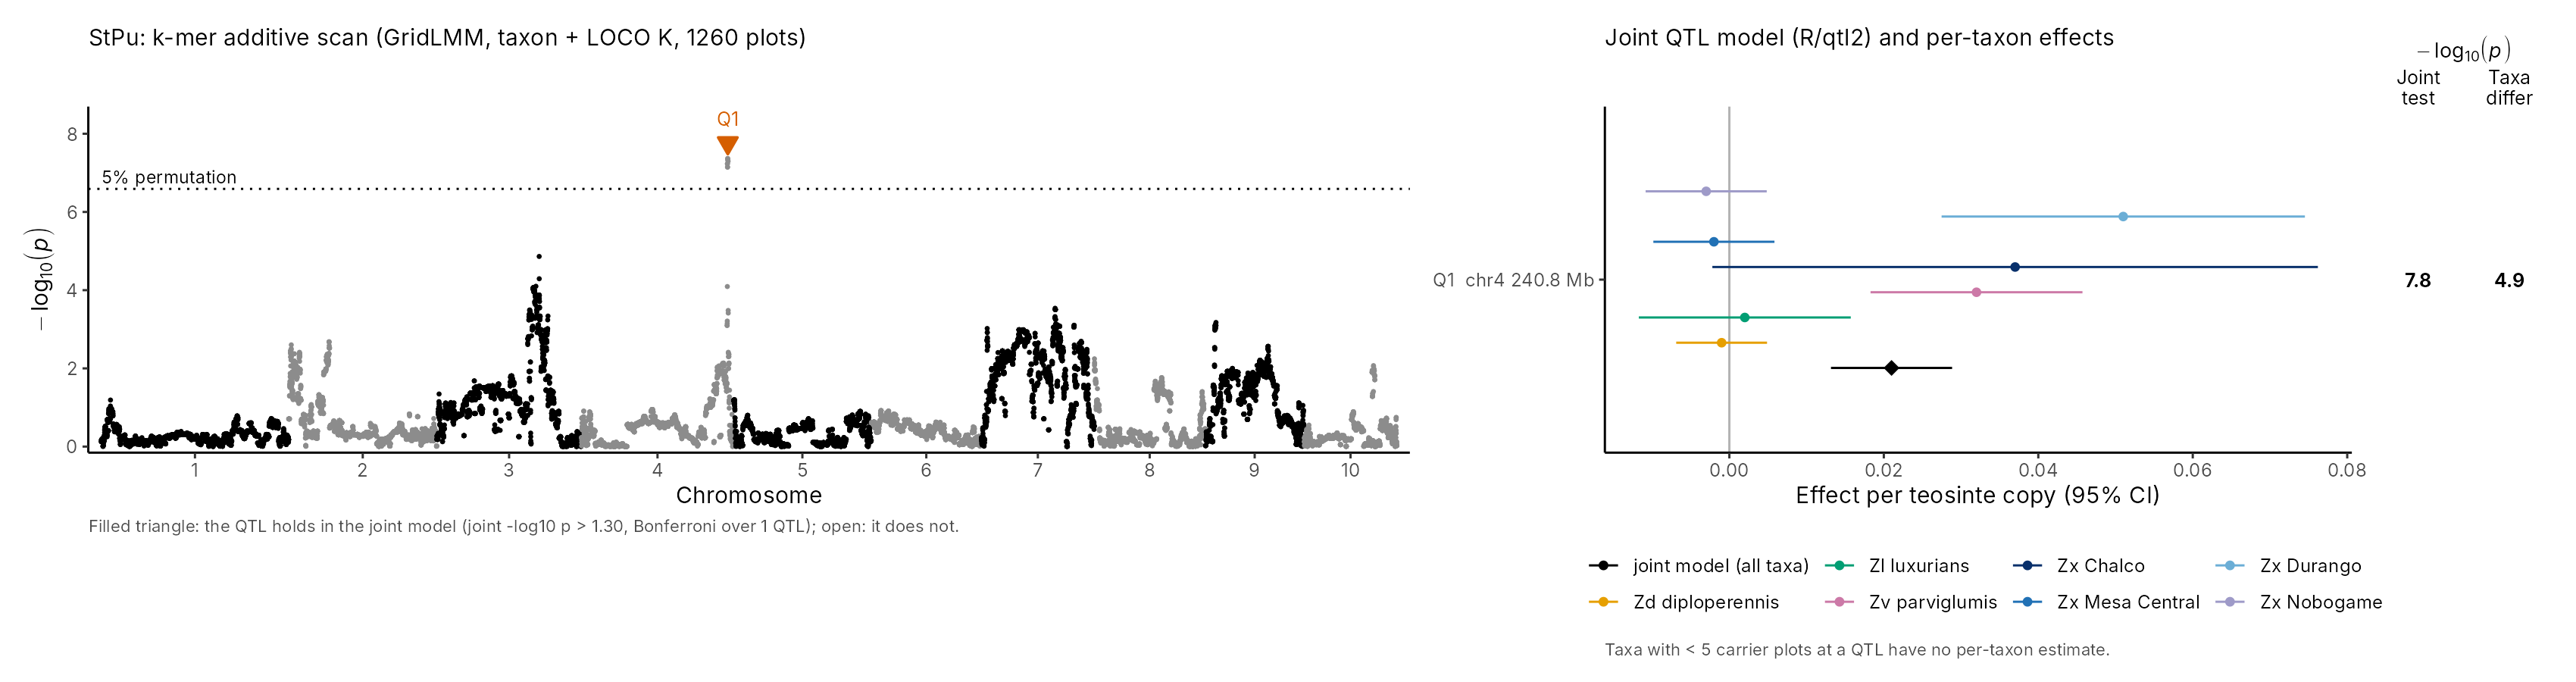 StPu: k-mer additive scan (GridLMM, taxon + LOCO K, 1260 plots)
Q1
5% permutation
8
6
4
2
0
−log10(p)
1 2 3 4 5 6 7 8 9 10
Chromosome
Filled triangle: the QTL holds in the joint model (joint -log10 p > 1.30, Bonferroni over 1 QTL); open: it does not.
Joint QTL model (R/qtl2) and per-taxon effects
−log10(p)
Joint test
Taxa differ
Q1 chr4 240.8 Mb
7.8 4.9
0.00 0.02 0.04 0.06 0.08
Effect per teosinte copy (95% CI)
joint model (all taxa) Zl luxurians Zx Chalco Zx Durango
Zd diploperennis Zv parviglumis Zx Mesa Central Zx Nobogame
Taxa with < 5 carrier plots at a QTL have no per-taxon estimate.